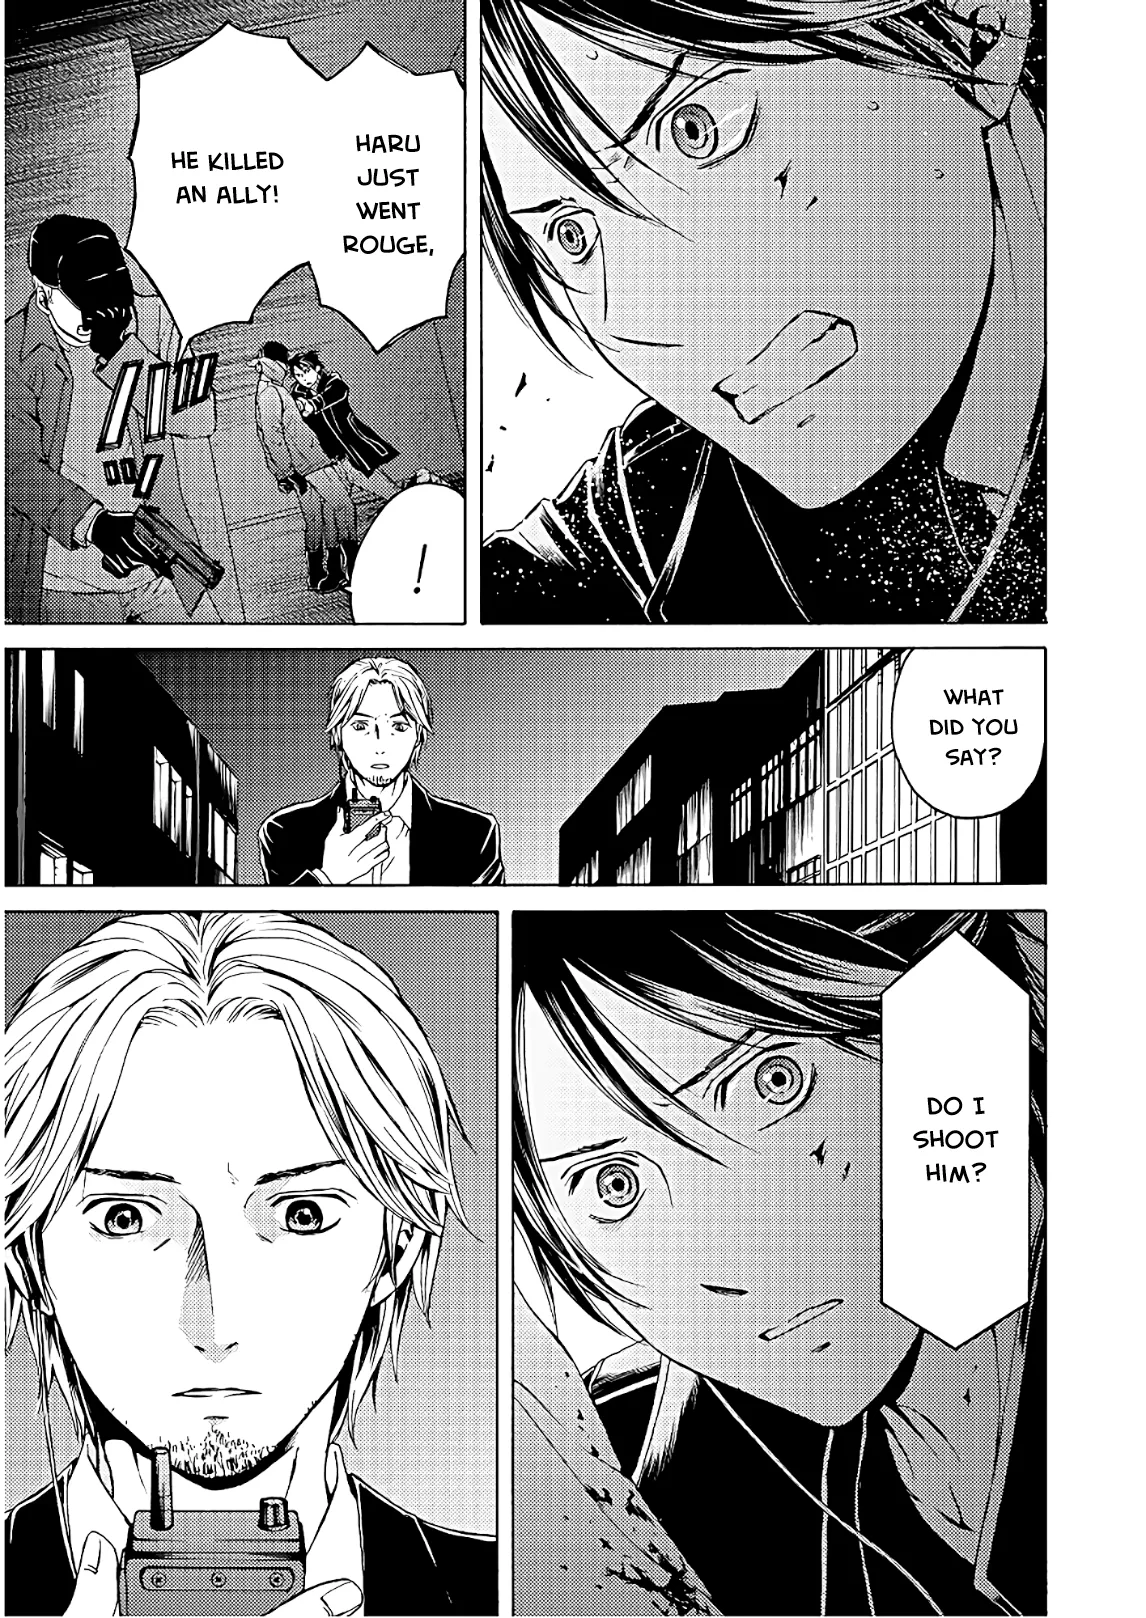 HARU
JUST
WENT
ROUGE,
HE KILLED
AN ALLY!
!
WHAT
DID YOU
SAY?
DO I
SHOOT
HIM?